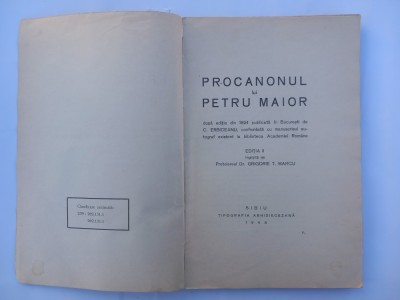 PROCANONUL
lui
PETRU MAIOR
după ediția din 1894 publicată în București de
C. ERBICEANU, confruntată cu manuscrisul au-
tograf existent la biblioteca Academiei Române
EDIȚIA II
îngrijită de
Profesorul Dr. GRIGORIE T. MARCU
SIBIU
TIPOGRAFIA ARHIDIECEZANĂ